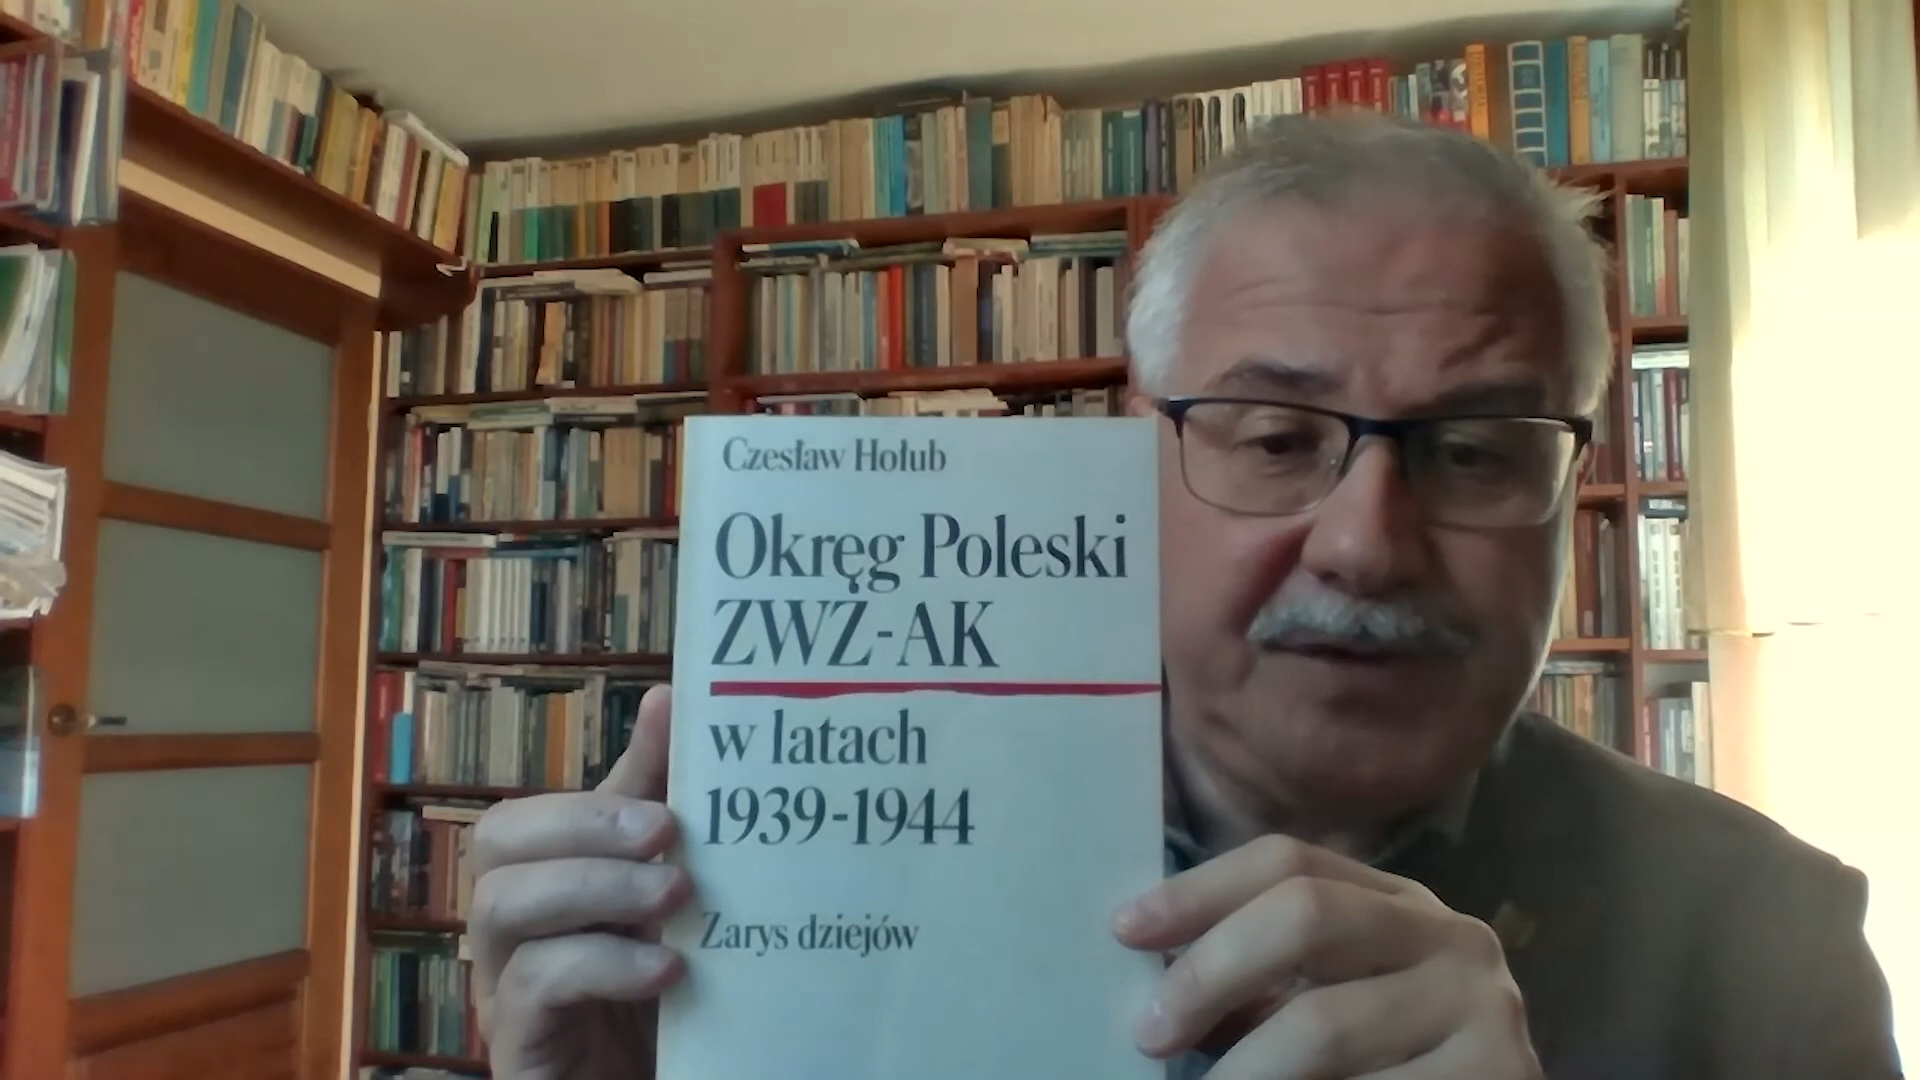 Czesław Hołub
Okręg Poleski
ZWZ-AK
w latach
1939-1944
Zarys dziejów